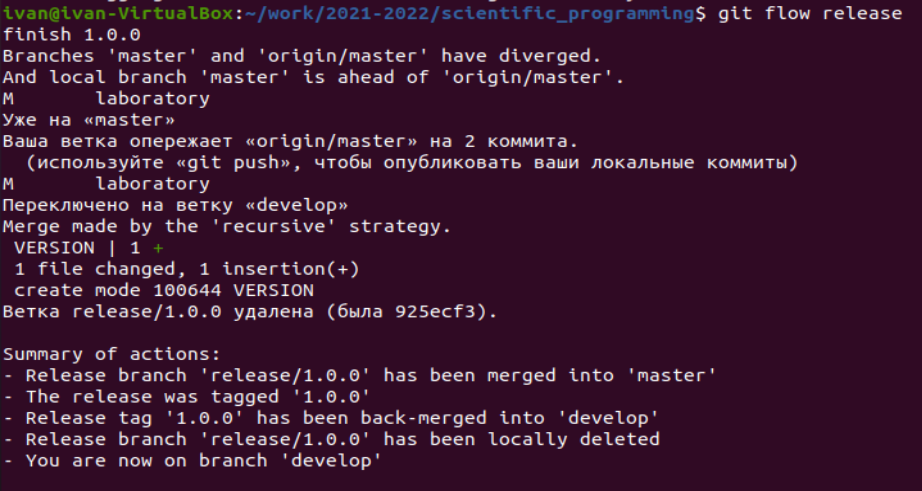 ivan@ivan-VirtualBox:~/work/2021-2022/scientific_programming$ git flow release
finish 1.0.0
Branches 'master' and 'origin/master' have diverged.
And local branch 'master' is ahead of 'origin/master'.
M       laboratory
Уже на «master»
Ваша ветка опережает «origin/master» на 2 коммита.
  (используйте «git push», чтобы опубликовать ваши локальные коммиты)
M       laboratory
Переключено на ветку «develop»
Merge made by the 'recursive' strategy.
 VERSION | 1 +
 1 file changed, 1 insertion(+)
 create mode 100644 VERSION
Ветка release/1.0.0 удалена (была 925ecf3).

Summary of actions:
- Release branch 'release/1.0.0' has been merged into 'master'
- The release was tagged '1.0.0'
- Release tag '1.0.0' has been back-merged into 'develop'
- Release branch 'release/1.0.0' has been locally deleted
- You are now on branch 'develop'